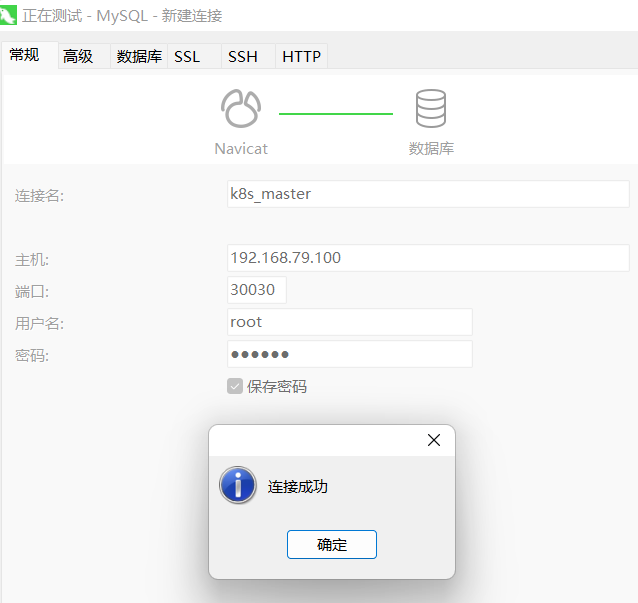 正在测试 - MySQL - 新建连接
常规 高级 数据库 SSL SSH HTTP
Navicat 数据库
连接名: k8s_master
主机: 192.168.79.100
端口: 30030
用户名: root
密码: ●●●●●●
保存密码
连接成功
确定